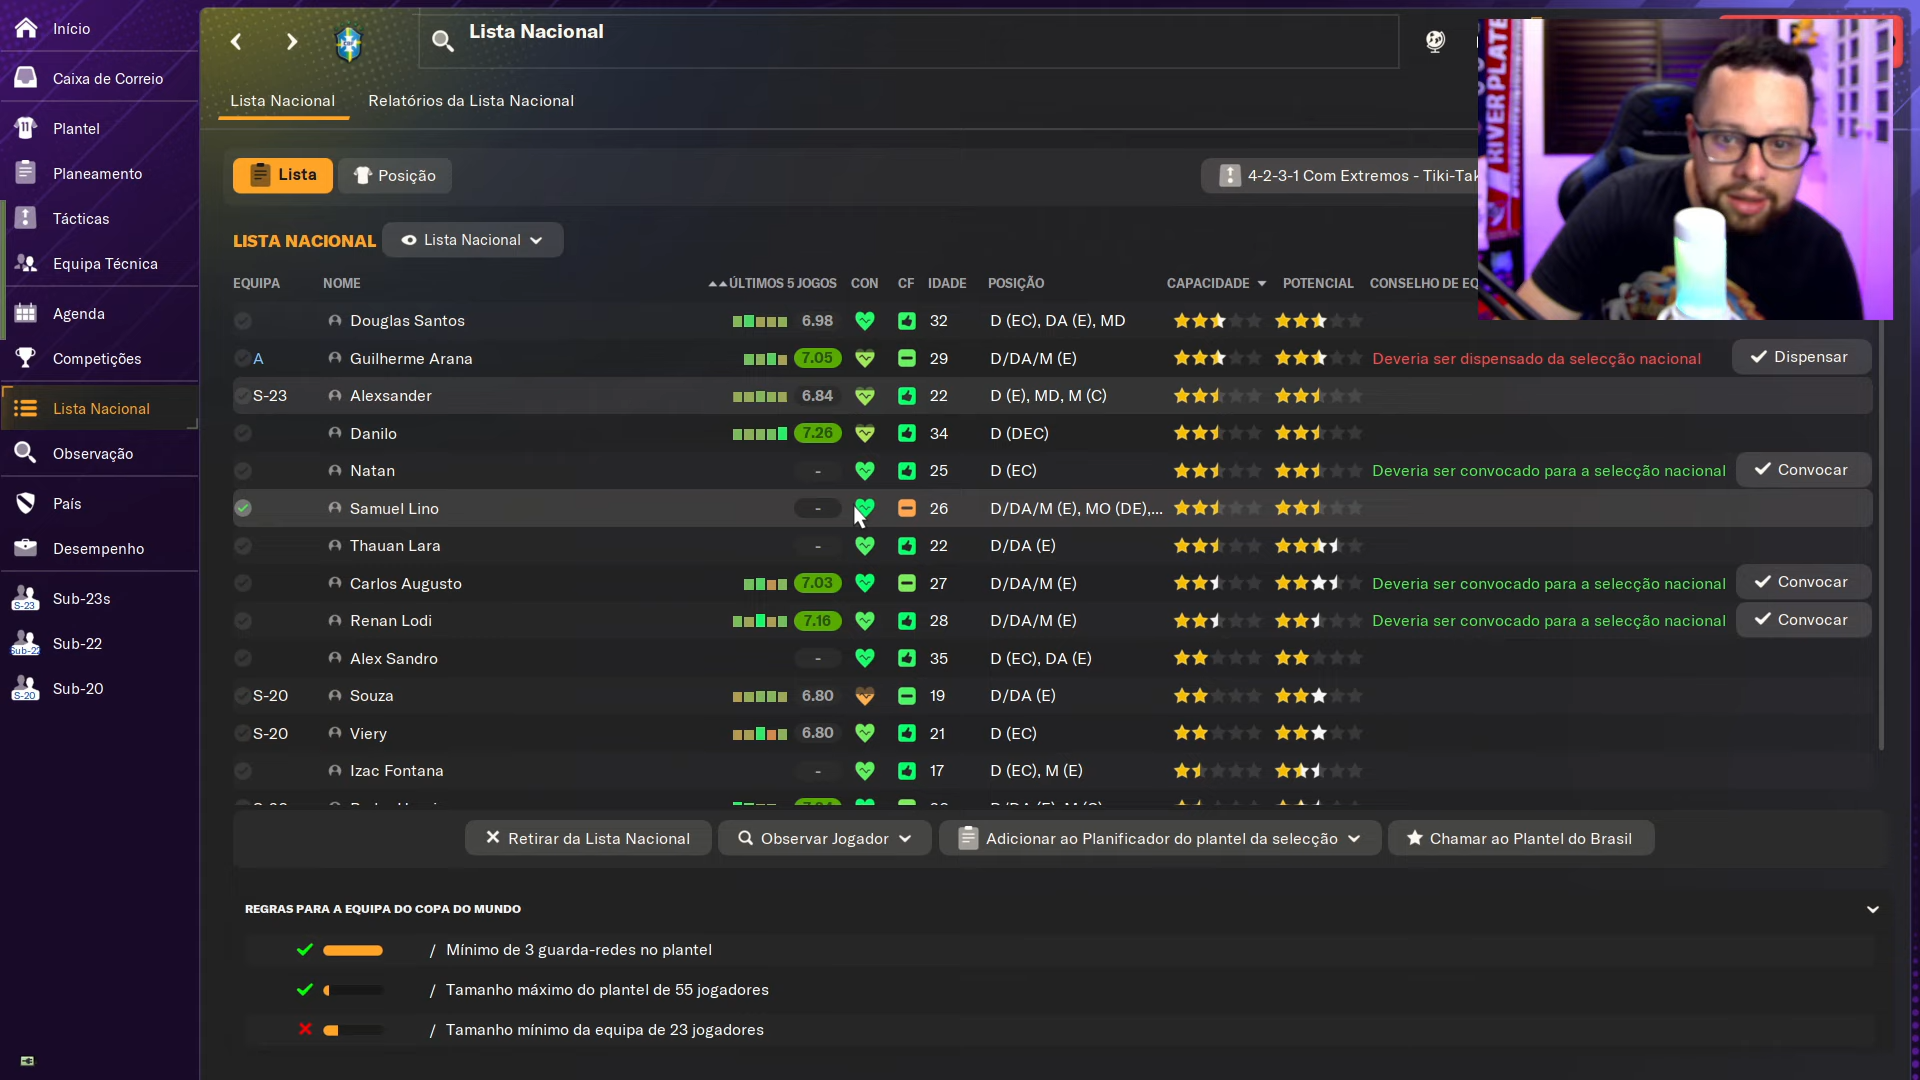 Início
Caixa de Correio
Plantel
Planeamento
Tácticas
Equipa Técnica
Agenda
Competições
Lista Nacional
Observação
País
Desempenho
S-23 Sub-23s
Sub-22 Sub-22
S-20 Sub-20
Lista Nacional
Lista Nacional Relatórios da Lista Nacional
Lista Posição 4-2-3-1 Com Extremos - Tiki-Tak
RIVER PLATE
LISTA NACIONAL Lista Nacional
EQUIPA NOME ÚLTIMOS 5 JOGOS CON CF IDADE POSIÇÃO CAPACIDADE POTENCIAL CONSELHO DE EQ
Douglas Santos 6.98 32 D (EC), DA (E), MD
A Guilherme Arana 7.05 29 D/DA/M (E) Deveria ser dispensado da selecção nacional Dispensar
S-23 Alexsander 6.84 22 D (E), MD, M (C)
Danilo 7.26 34 D (DEC)
Natan - 25 D (EC) Deveria ser convocado para a selecção nacional Convocar
Samuel Lino - 26 D/DA/M (E), MO (DE),...
Thauan Lara - 22 D/DA (E)
Carlos Augusto 7.03 27 D/DA/M (E) Deveria ser convocado para a selecção nacional Convocar
Renan Lodi 7.16 28 D/DA/M (E) Deveria ser convocado para a selecção nacional Convocar
Alex Sandro - 35 D (EC), DA (E)
S-20 Souza 6.80 19 D/DA (E)
S-20 Viery 6.80 21 D (EC)
Izac Fontana - 17 D (EC), M (E)
Retirar da Lista Nacional Observar Jogador Adicionar ao Planificador do plantel da selecção Chamar ao Plantel do Brasil
REGRAS PARA A EQUIPA DO COPA DO MUNDO
/ Mínimo de 3 guarda-redes no plantel
/ Tamanho máximo do plantel de 55 jogadores
/ Tamanho mínimo da equipa de 23 jogadores